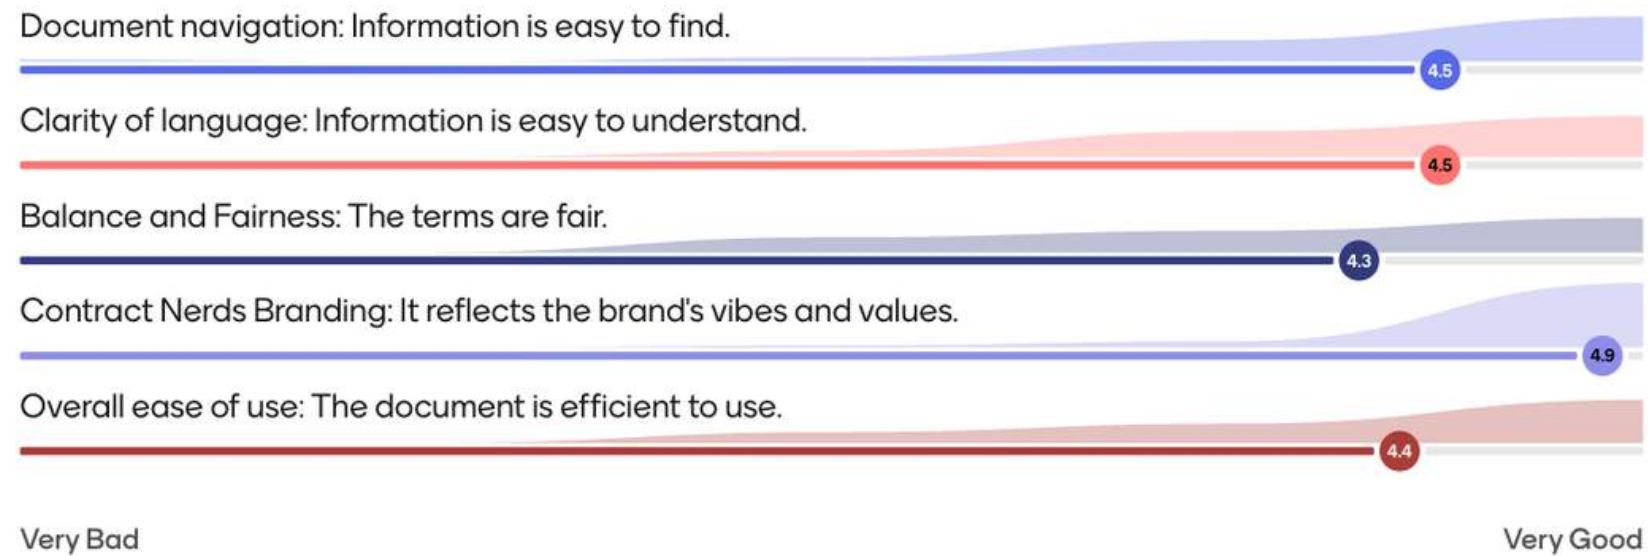 Document navigation: Information is easy to find.
4.5
Clarity of language: Information is easy to understand.
4.5
Balance and Fairness: The terms are fair.
4.3
Contract Nerds Branding: It reflects the brand's vibes and values.
4.9
Overall ease of use: The document is efficient to use.
4.4
Very Bad
Very Good